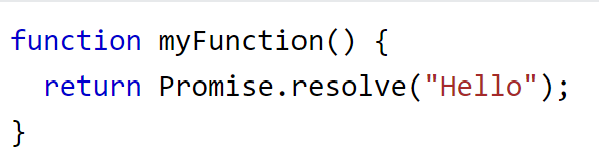 function myFunction() {
  return Promise.resolve("Hello");
}